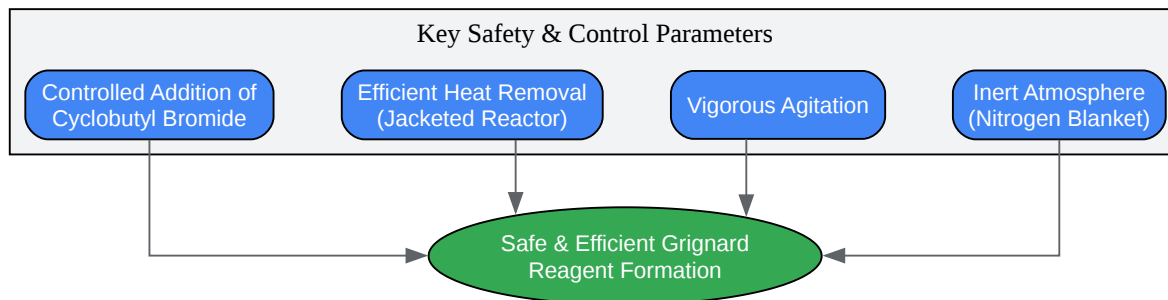 Key Safety & Control Parameters
Controlled Addition of
Cyclobutyl Bromide
Efficient Heat Removal
(Jacketed Reactor)
Vigorous Agitation
Inert Atmosphere
(Nitrogen Blanket)
Safe & Efficient Grignard
Reagent Formation